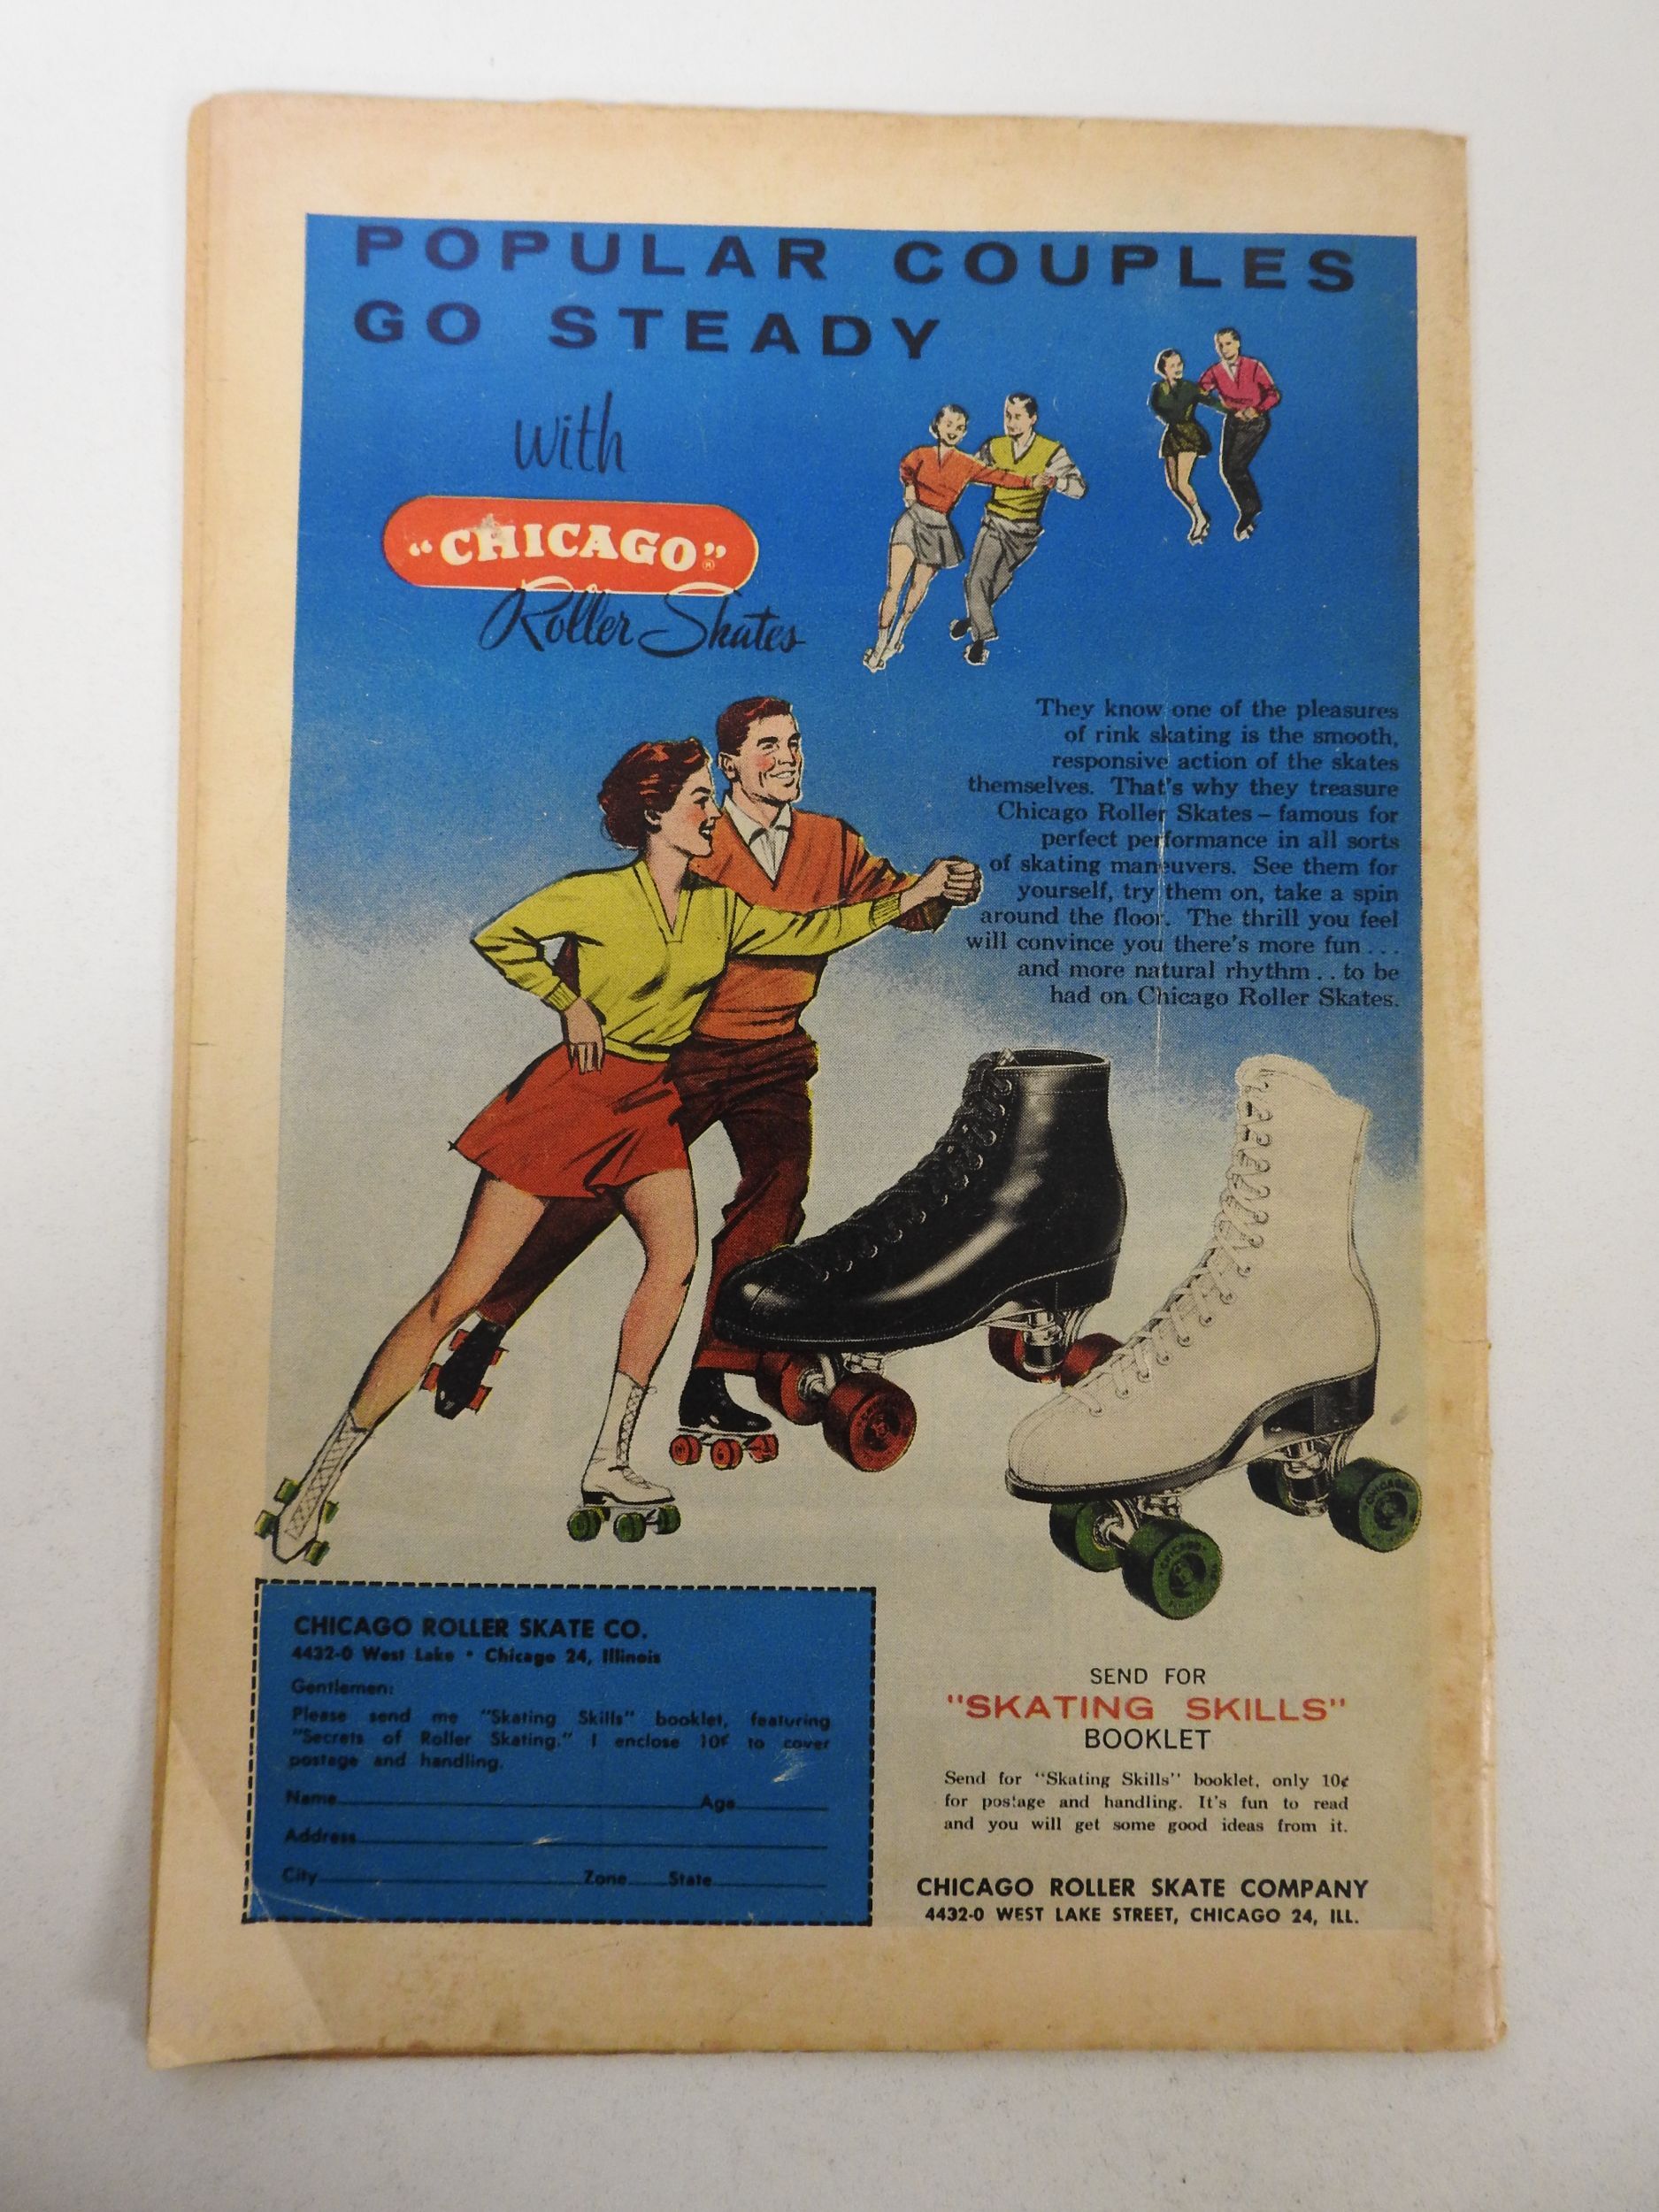 POPULAR COUPLES
GO STEADY
with
"CHICAGO"®
Roller Skates
They know one of the pleasures
of rink skating is the smooth,
responsive action of the skates
themselves. That's why they treasure
Chicago Roller Skates – famous for
perfect performance in all sorts
of skating maneuvers. See them for
yourself, try them on, take a spin
around the floor. The thrill you feel
will convince you there's more fun ...
and more natural rhythm .. to be
had on Chicago Roller Skates.
CHICAGO ROLLER SKATE CO.
4432-0 West Lake • Chicago 24, Illinois
Gentlemen:
Please send me "Skating Skills" booklet, featuring
"Secrets of Roller Skating." I enclose 10¢ to cover
postage and handling.
Name Age
Address
City Zone State
SEND FOR
"SKATING SKILLS"
BOOKLET
Send for "Skating Skills" booklet, only 10¢
for postage and handling. It's fun to read
and you will get some good ideas from it.
CHICAGO ROLLER SKATE COMPANY
4432-0 WEST LAKE STREET, CHICAGO 24, ILL.
CHICAGO
CHICAGO